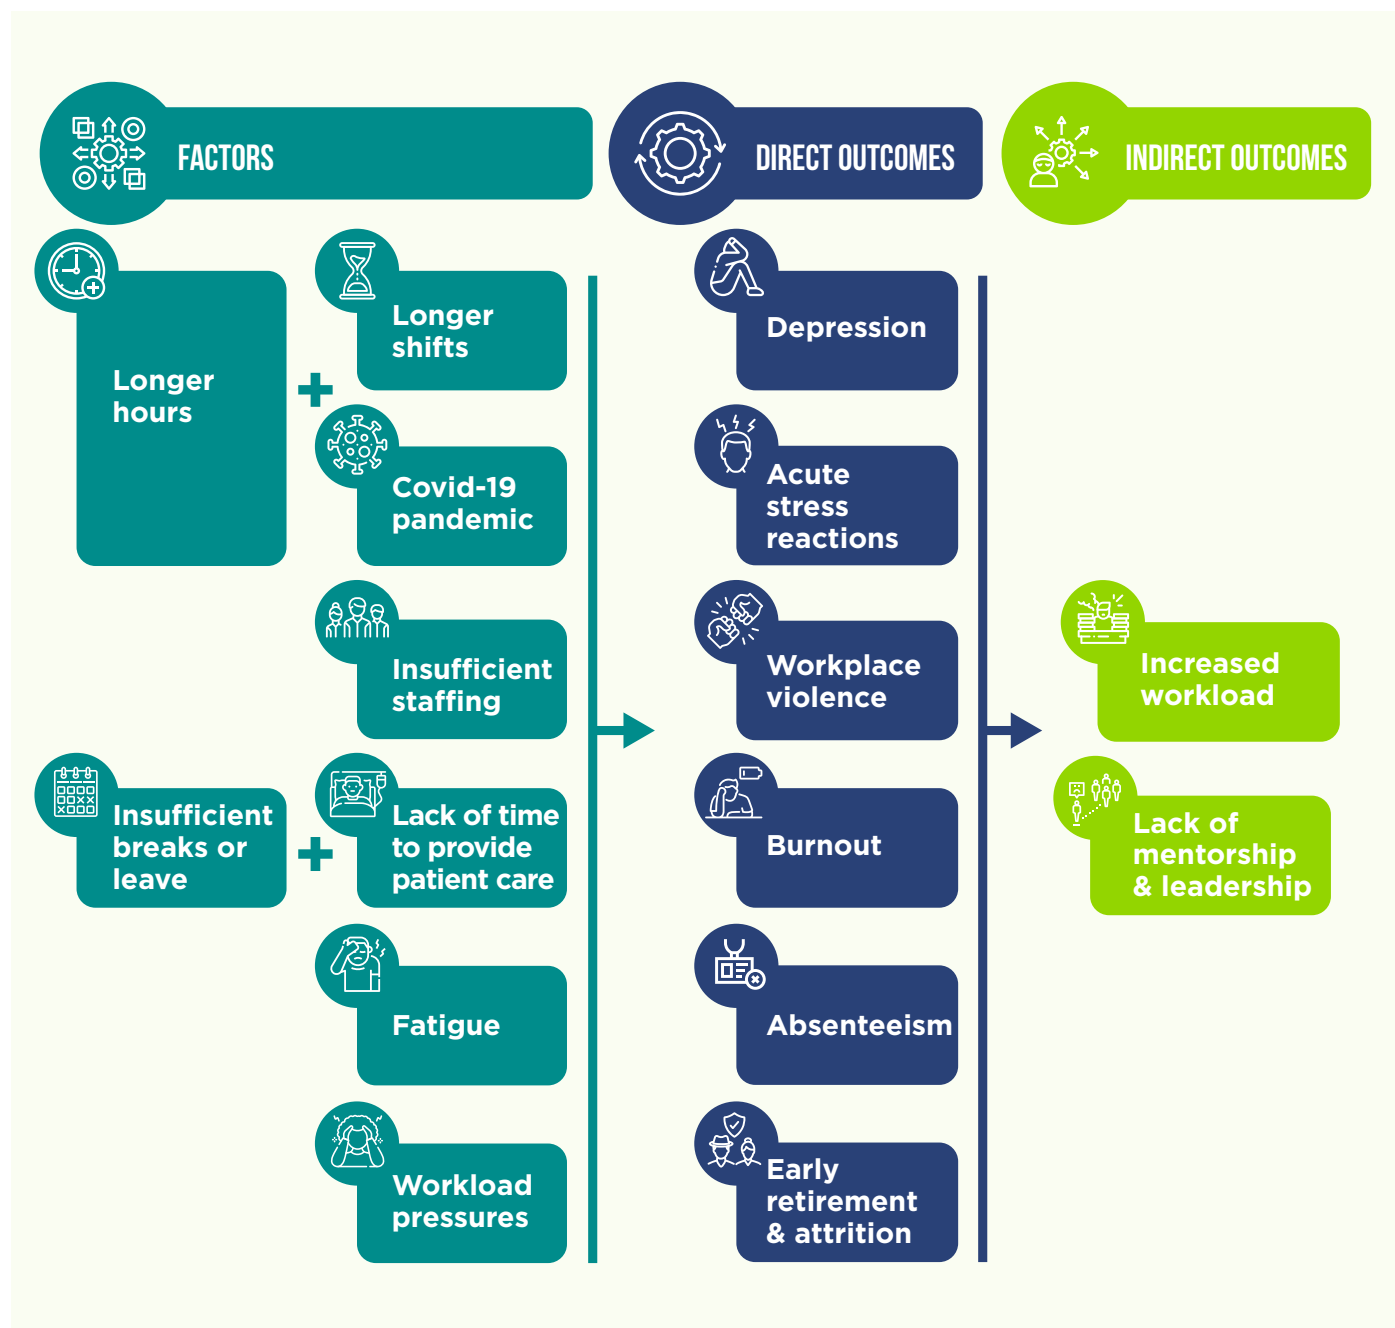 FACTORS
DIRECT OUTCOMES
INDIRECT OUTCOMES
Longer
hours
Longer
shifts
Covid-19
pandemic
Insufficient
staffing
Insufficient
breaks or
leave
Lack of time
to provide
patient care
Fatigue
Workload
pressures
Depression
Acute
stress
reactions
Workplace
violence
Burnout
Absenteeism
Early
retirement
& attrition
Increased
workload
Lack of
mentorship
& leadership